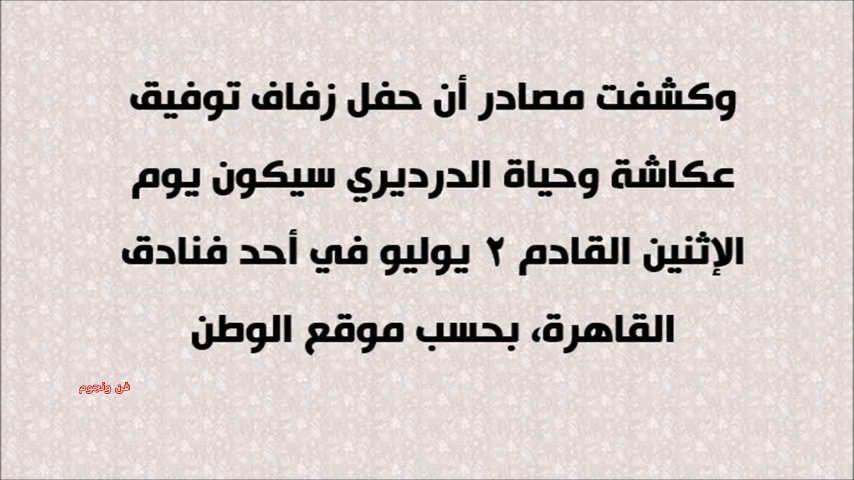 وكشفت مصادر أن حفل زفاف توفيق
عكاشة وحياة الدرديري سيكون يوم
الإثنين القادم ٢ يوليو في أحد فنادق
القاهرة، بحسب موقع الوطن
فن ونجوم